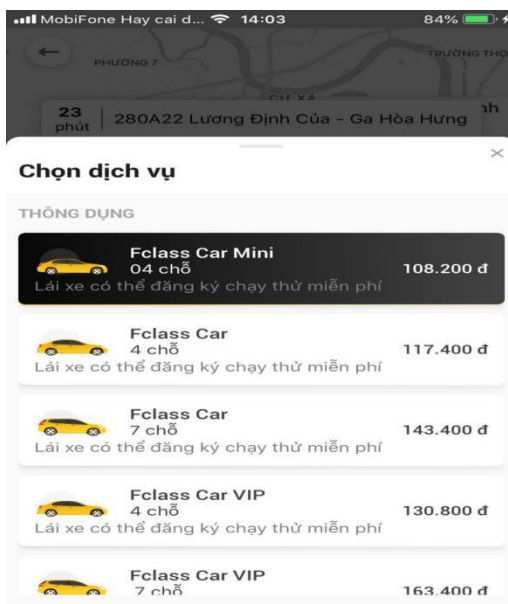 MobiFone Hay cai d... 14:03 84%
PHƯỜNG 7
TRƯỜNG THỌ
CƯ XÁ
23 phút
280A22 Lương Định Của - Ga Hòa Hưng
nh
Chọn dịch vụ
THÔNG DỤNG
Fclass Car Mini
04 chỗ
108.200 đ
Lái xe có thể đăng ký chạy thử miễn phí
Fclass Car
4 chỗ
117.400 đ
Lái xe có thể đăng ký chạy thử miễn phí
Fclass Car
7 chỗ
143.400 đ
Lái xe có thể đăng ký chạy thử miễn phí
Fclass Car VIP
4 chỗ
130.800 đ
Lái xe có thể đăng ký chạy thử miễn phí
Fclass Car VIP
7 chỗ
163.400 đ